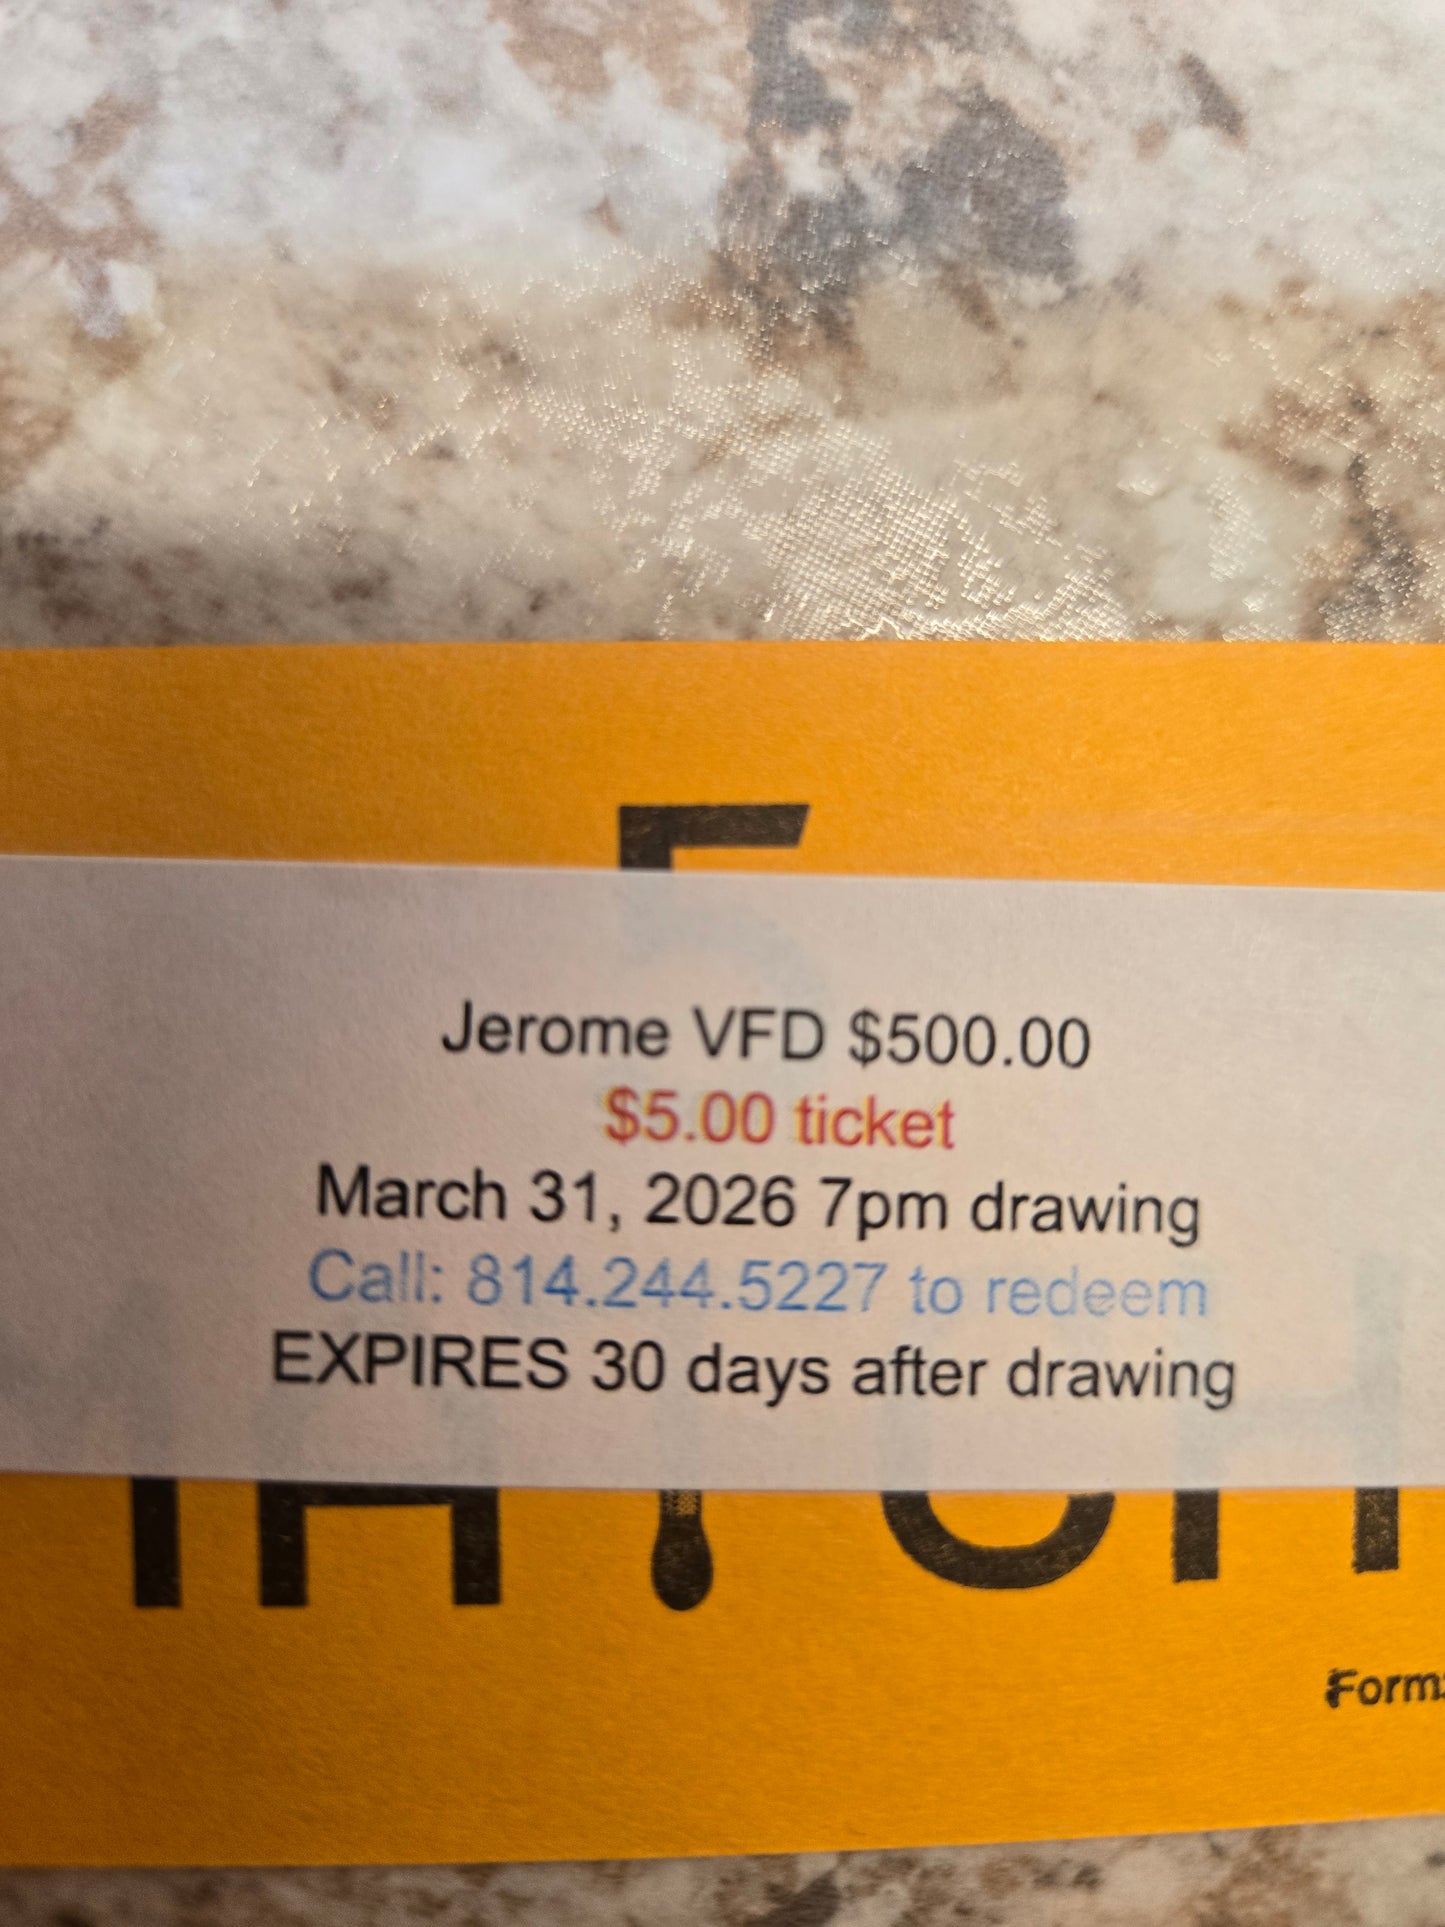 Jerome VFD $500.00
$5.00 ticket
March 31, 2026 7pm drawing
Call: 814.244.5227 to redeem
EXPIRES 30 days after drawing